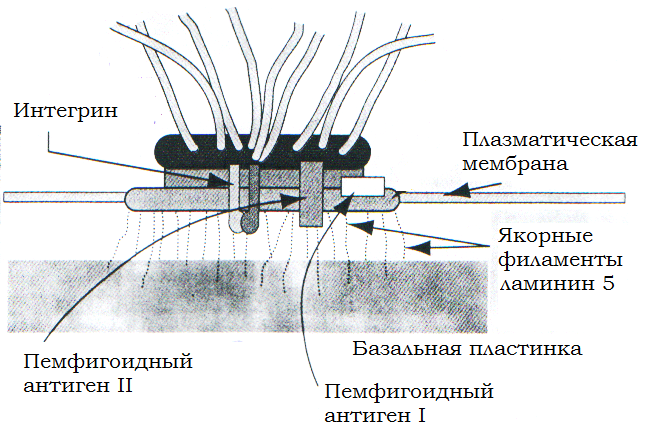 Интегрин
Плазматическая
мембрана
Якорные
филаменты
ламинин 5
Базальная пластинка
Пемфигоидный
антиген II
Пемфигоидный
антиген I